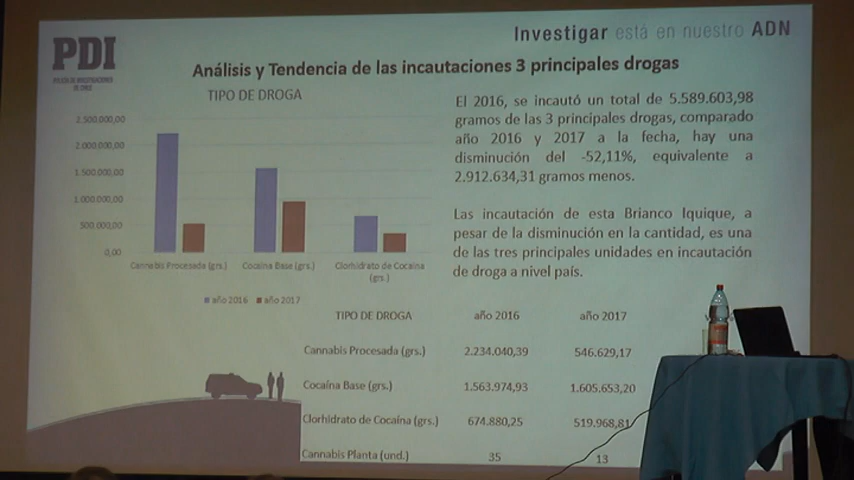 PDI
POLICÍA DE INVESTIGACIONES
DE CHILE
Investigar está en nuestro ADN
Análisis y Tendencia de las incautaciones 3 principales drogas
TIPO DE DROGA
2.500.000,00
2.000.000,00
1.500.000,00
1.000.000,00
500.000,00
0,00
Cannabis Procesada (grs.)
Cocaína Base (grs.)
Clorhidrato de Cocaína
(grs.)
año 2016
año 2017
El 2016, se incautó un total de 5.589.603,98
gramos de las 3 principales drogas, comparado
año 2016 y 2017 a la fecha, hay una
disminución del -52,11%, equivalente a
2.912.634,31 gramos menos.
Las incautación de esta Brianco Iquique, a
pesar de la disminución en la cantidad, es una
de las tres principales unidades en incautación
de droga a nivel país.
TIPO DE DROGA año 2016 año 2017
Cannabis Procesada (grs.) 2.234.040,39 546.629,17
Cocaína Base (grs.) 1.563.974,93 1.605.653,20
Clorhidrato de Cocaína (grs.) 674.880,25 519.968,81
Cannabis Planta (und.) 35 13